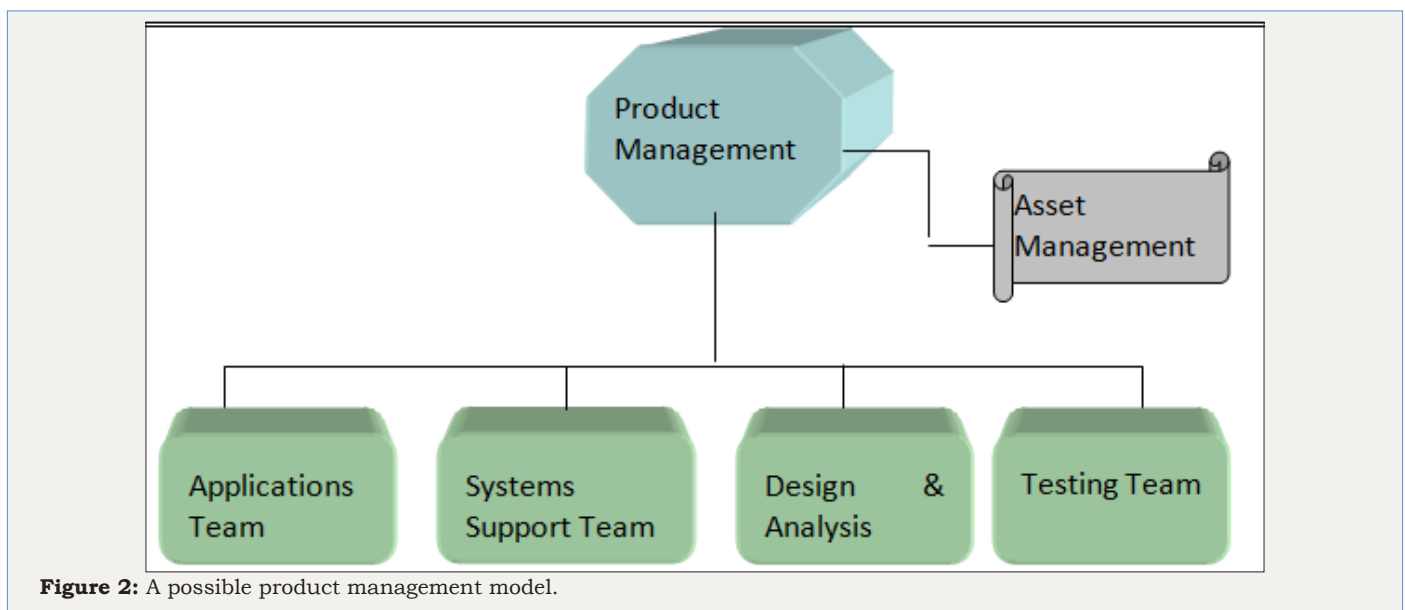 Product
Management
Asset
Management
Applications
Team
Systems
Support Team
Design &
Analysis
Testing Team
Figure 2: A possible product management model.